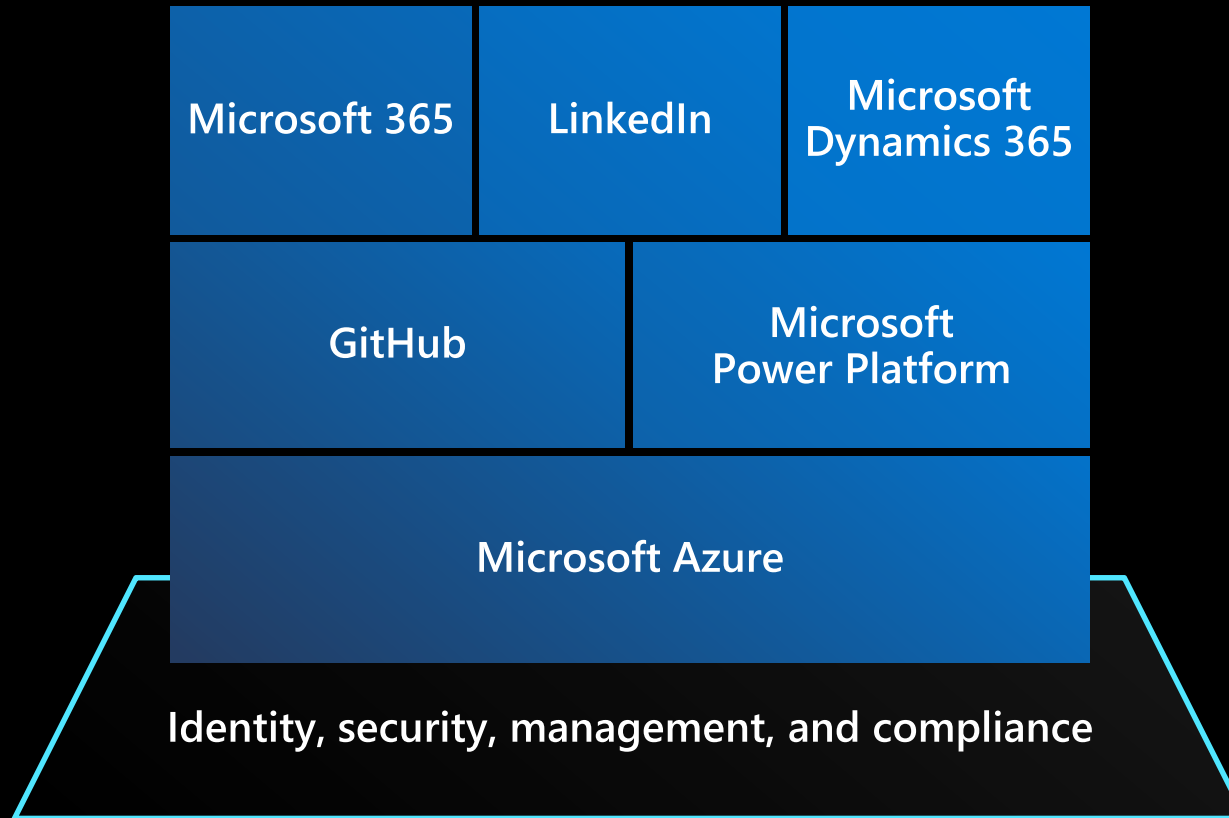 Microsoft 365
LinkedIn
Microsoft
Dynamics 365
GitHub
Microsoft
Power Platform
Microsoft Azure
Identity, security, management, and compliance